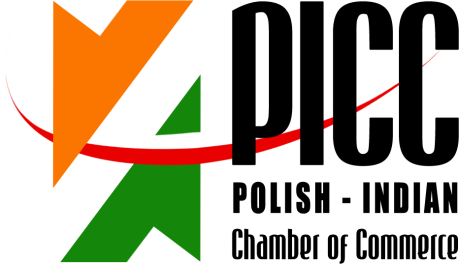 PICC
POLISH - INDIAN
Chamber of Commerce